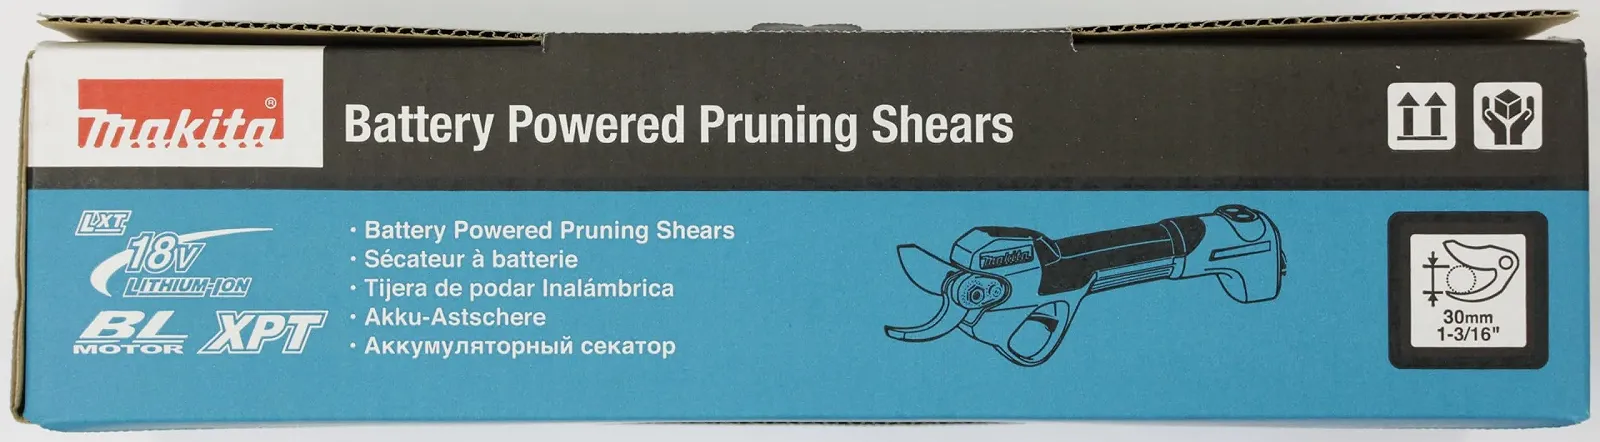 makita®
Battery Powered Pruning Shears
LXT
18V
LITHIUM-ION
BL
MOTOR
XPT
· Battery Powered Pruning Shears
· Sécateur à batterie
· Tijera de podar Inalámbrica
· Akku-Astschere
· Аккумуляторный секатор
makita
30mm
1-3/16"